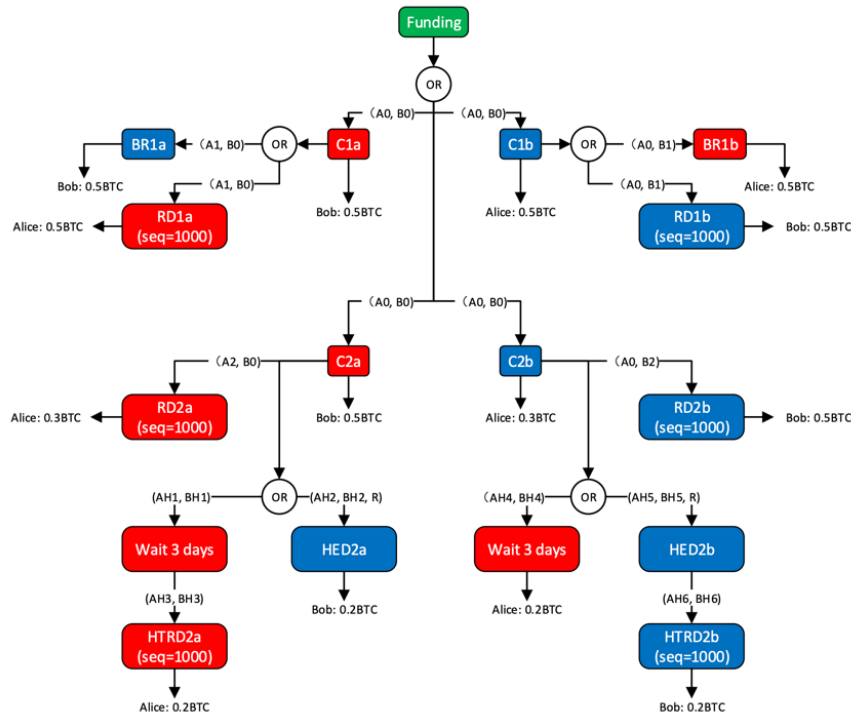 Funding
OR
(A0, B0)
(A0, B0)
BR1a
(A1, B0)
OR
C1a
C1b
OR
(A0, B1)
BR1b
Bob: 0.5BTC
(A1, B0)
Bob: 0.5BTC
Alice: 0.5BTC
(A0, B1)
Alice: 0.5BTC
Alice: 0.5BTC
RD1a
(seq=1000)
RD1b
(seq=1000)
Bob: 0.5BTC
(A0, B0)
(A0, B0)
(A2, B0)
C2a
C2b
(A0, B2)
Alice: 0.3BTC
RD2a
(seq=1000)
Bob: 0.5BTC
Alice: 0.3BTC
RD2b
(seq=1000)
Bob: 0.5BTC
(AH1, BH1)
OR
(AH2, BH2, R)
(AH4, BH4)
OR
(AH5, BH5, R)
Wait 3 days
HED2a
Wait 3 days
HED2b
(AH3, BH3)
Bob: 0.2BTC
Alice: 0.2BTC
(AH6, BH6)
HTRD2a
(seq=1000)
HTRD2b
(seq=1000)
Alice: 0.2BTC
Bob: 0.2BTC